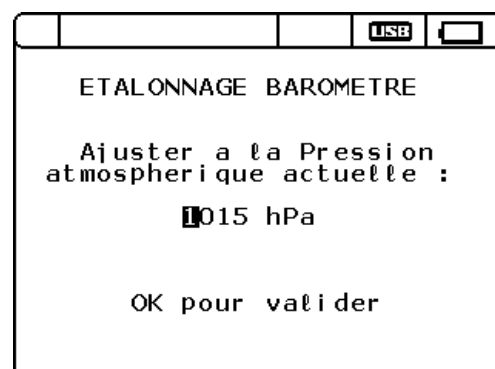 USB
ETALONNAGE BAROMETRE
Ajuster a la Pression
atmospherique actuelle :
1015 hPa
OK pour valider